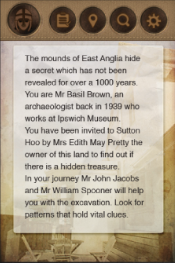 The mounds of East Anglia hide
a secret which has not been
revealed for over a 1000 years.
You are Mr Basil Brown, an
archaeologist back in 1939 who
works at Ipswich Museum.
You have been invited to Sutton
Hoo by Mrs Edith May Pretty the
owner of this land to find out if
there is a hidden treasure.
In your journey Mr John Jacobs
and Mr William Spooner will help
you with the excavation. Look for
patterns that hold vital clues.